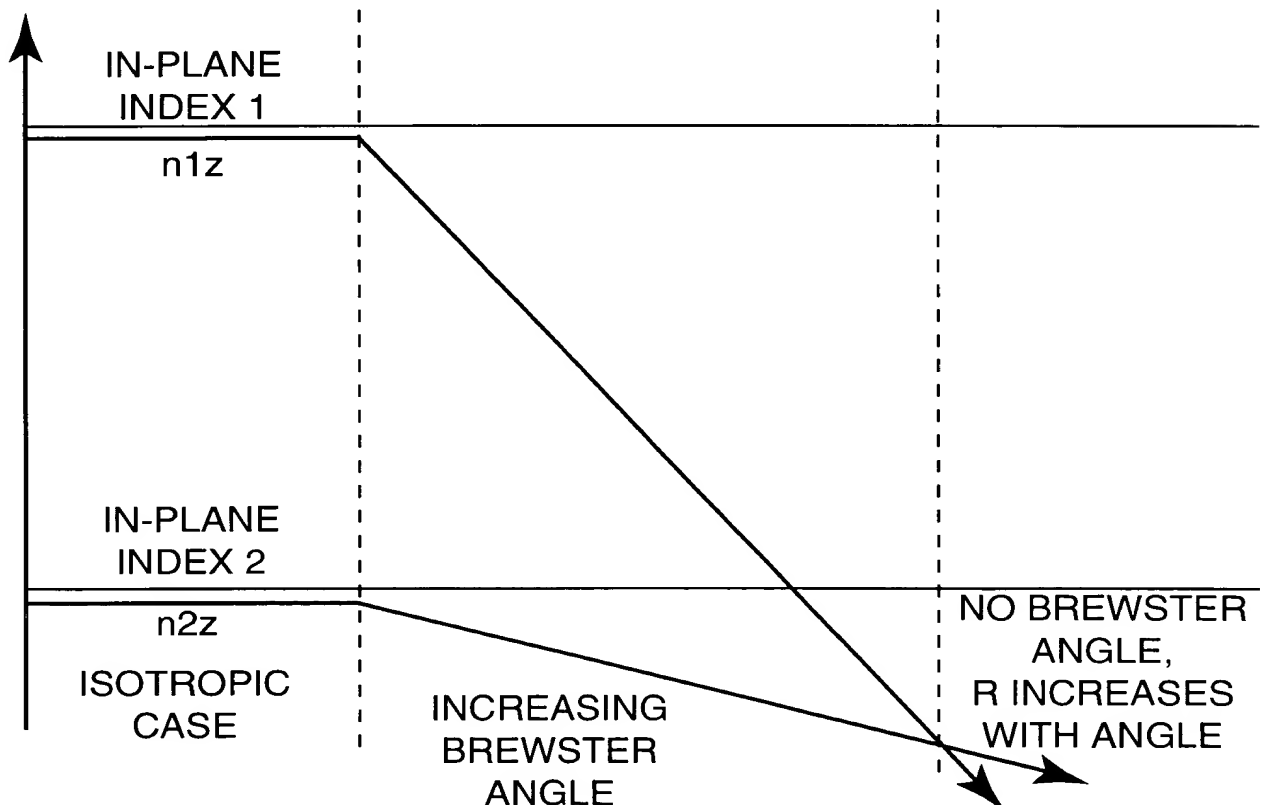 IN-PLANE
INDEX 1
n1z
IN-PLANE
INDEX 2
n2z
ISOTROPIC
CASE
INCREASING
BREWSTER
ANGLE
NO BREWSTER
ANGLE,
R INCREASES
WITH ANGLE